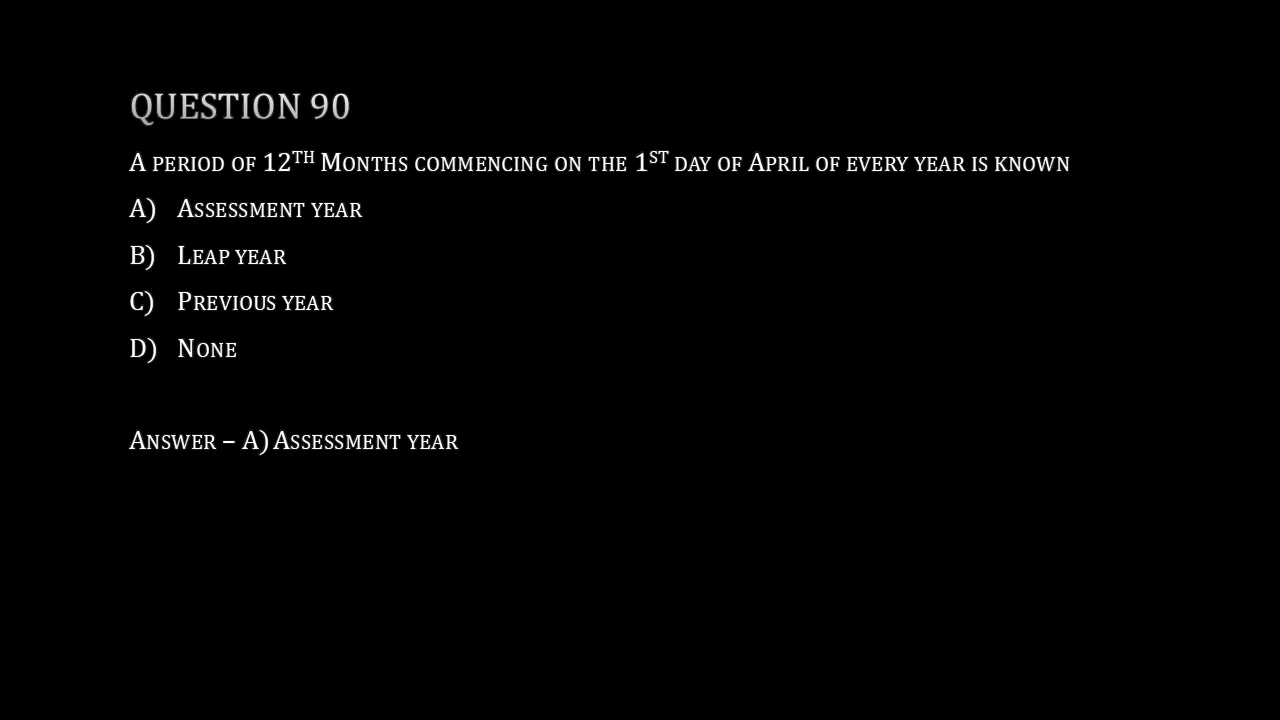 QUESTION 90
A PERIOD OF 12TH MONTHS COMMENCING ON THE 1ST DAY OF APRIL OF EVERY YEAR IS KNOWN
A) ASSESSMENT YEAR
B) LEAP YEAR
C) PREVIOUS YEAR
D) NONE
ANSWER – A) ASSESSMENT YEAR